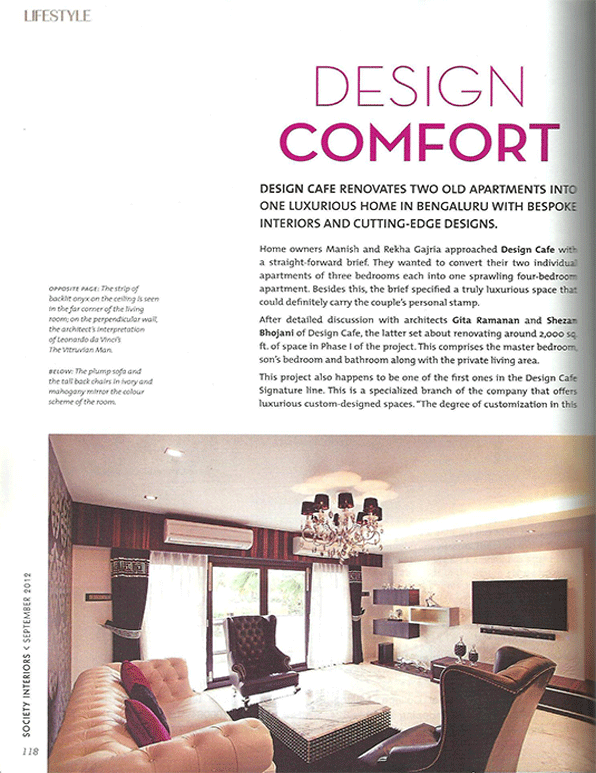 LIFESTYLE
DESIGN
COMFORT
DESIGN CAFE RENOVATES TWO OLD APARTMENTS INTO
ONE LUXURIOUS HOME IN BENGALURU WITH BESPOKE
INTERIORS AND CUTTING-EDGE DESIGNS.
Home owners Manish and Rekha Gajria approached Design Cafe with
a straight-forward brief. They wanted to convert their two individual
apartments of three bedrooms each into one sprawling four-bedroom
apartment. Besides this, the brief specified a truly luxurious space that
could definitely carry the couple's personal stamp.
After detailed discussion with architects Gita Ramanan and Shezan
Bhojani of Design Cafe, the latter set about renovating around 2,000 sq.
ft. of space in Phase I of the project. This comprises the master bedroom,
son's bedroom and bathroom along with the private living area.
This project also happens to be one of the first ones in the Design Cafe
Signature line. This is a specialized branch of the company that offers
luxurious custom-designed spaces. "The degree of customization in this
OPPOSITE PAGE: The strip of
backlit onyx on the ceiling is seen
in the far corner of the living
room; on the perpendicular wall,
the architect's interpretation
of Leonardo da Vinci's
The Vitruvian Man.
BELOW: The plump sofa and
the tall back chairs in ivory and
mahogany mirror the colour
scheme of the room.
SOCIETY INTERIORS < SEPTEMBER 2012
118